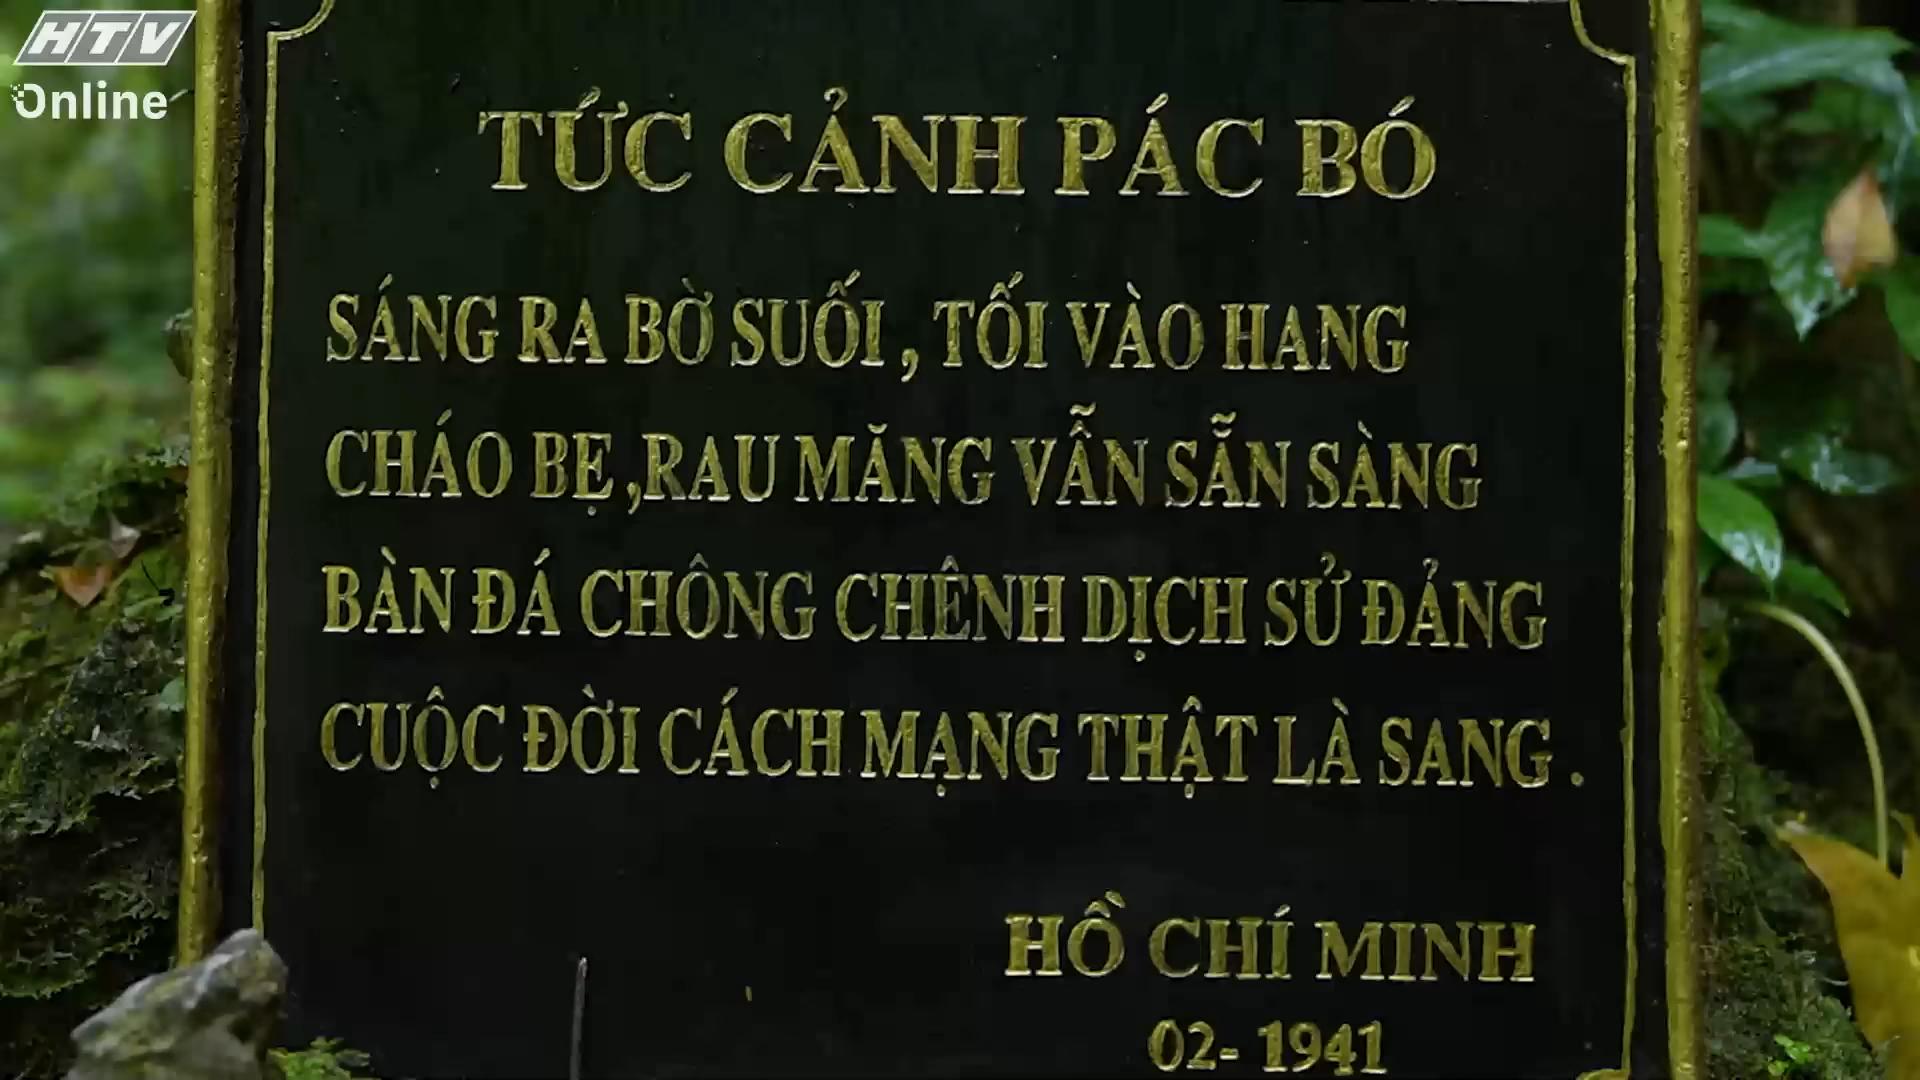 HTV
Online
TỨC CẢNH PÁC BÓ
SÁNG RA BỜ SUỐI , TỐI VÀO HANG
CHÁO BẸ ,RAU MĂNG VẪN SẴN SÀNG
BÀN ĐÁ CHÔNG CHÊNH DỊCH SỬ ĐẢNG
CUỘC ĐỜI CÁCH MẠNG THẬT LÀ SANG .
HỒ CHÍ MINH
02- 1941